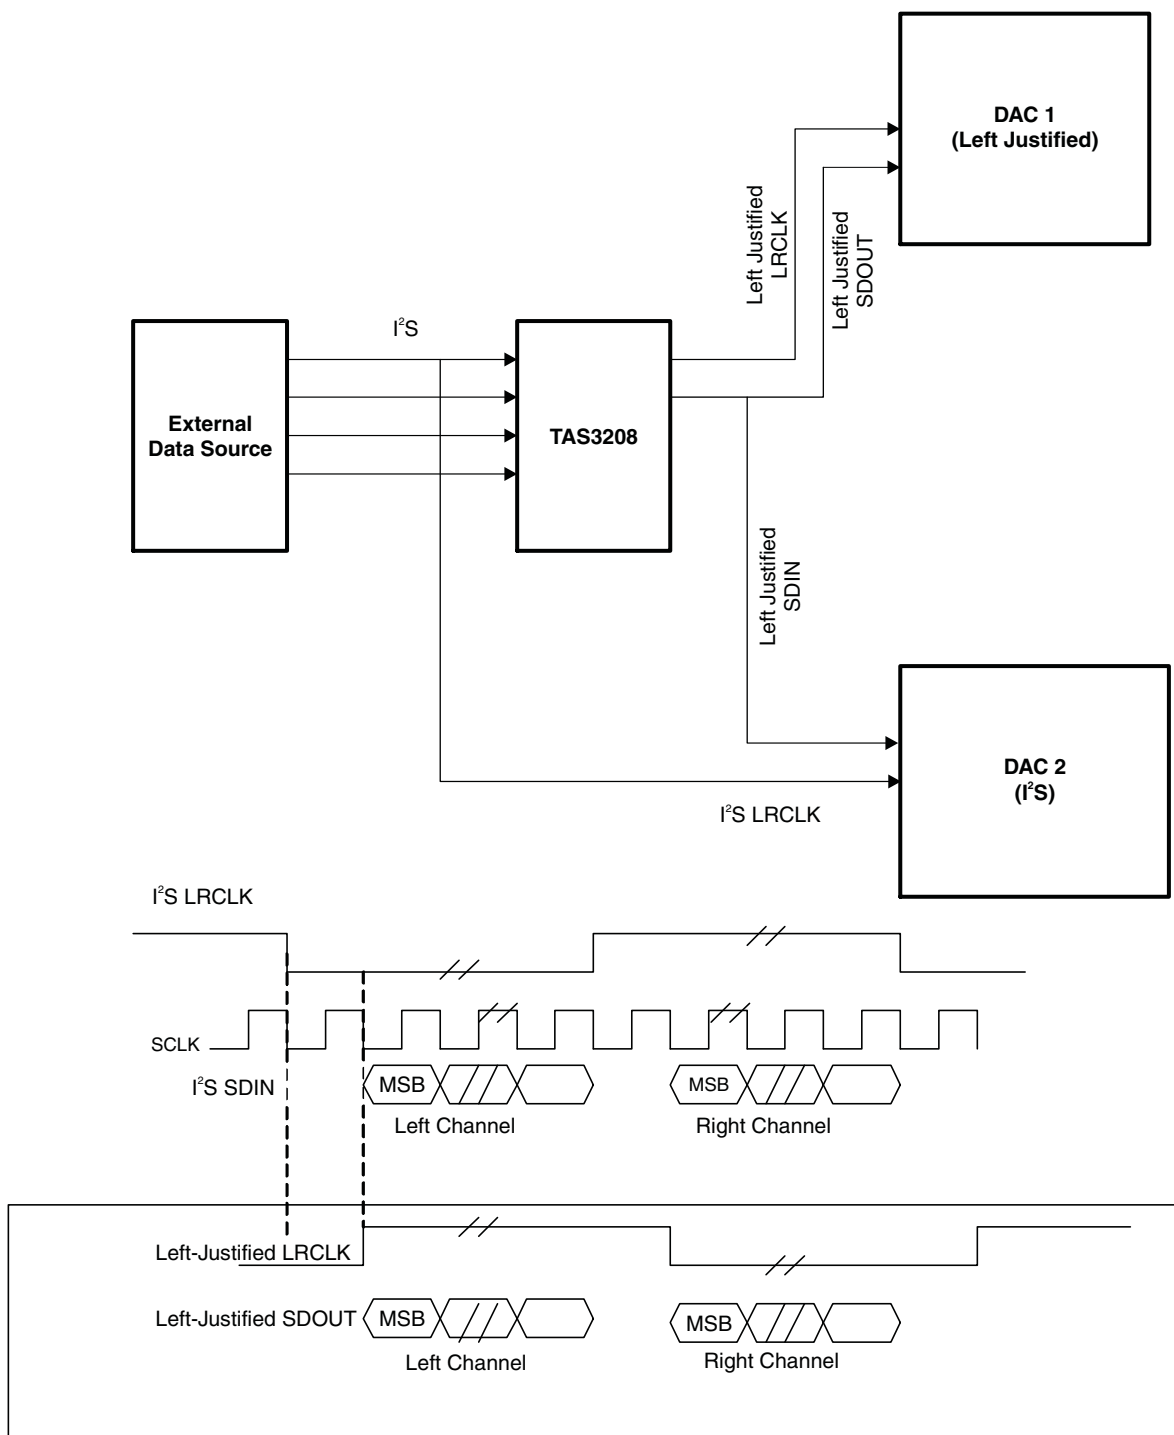 DAC 1
(Left Justified)
Left Justified
LRCLK
Left Justified
SDOUT
I²S
External
Data Source
TAS3208
Left Justified
SDIN
DAC 2
(I²S)
I²S LRCLK
I²S LRCLK
SCLK
I²S SDIN
MSB
MSB
Left Channel
Right Channel
Left-Justified LRCLK
Left-Justified SDOUT
MSB
MSB
Left Channel
Right Channel